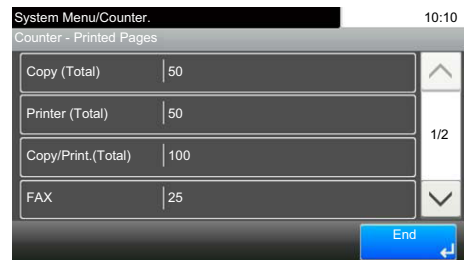 System Menu/Counter. 10:10
Counter - Printed Pages
Copy (Total) 50
Printer (Total) 50
1/2
Copy/Print.(Total) 100
FAX 25
End